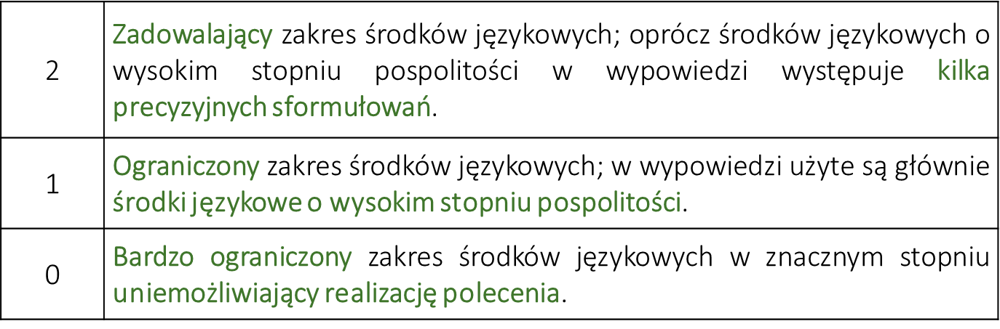 Zadowalający zakres środków językowych; oprócz środków językowych o
2 wysokim stopniu pospolitości w wypowiedzi występuje kilka
precyzyjnych sformułowań.
1 Ograniczony zakres środków językowych; w wypowiedzi użyte są głównie
środki językowe o wysokim stopniu pospolitości.
0 Bardzo ograniczony zakres środków językowych w znacznym stopniu
uniemożliwiający realizację polecenia.